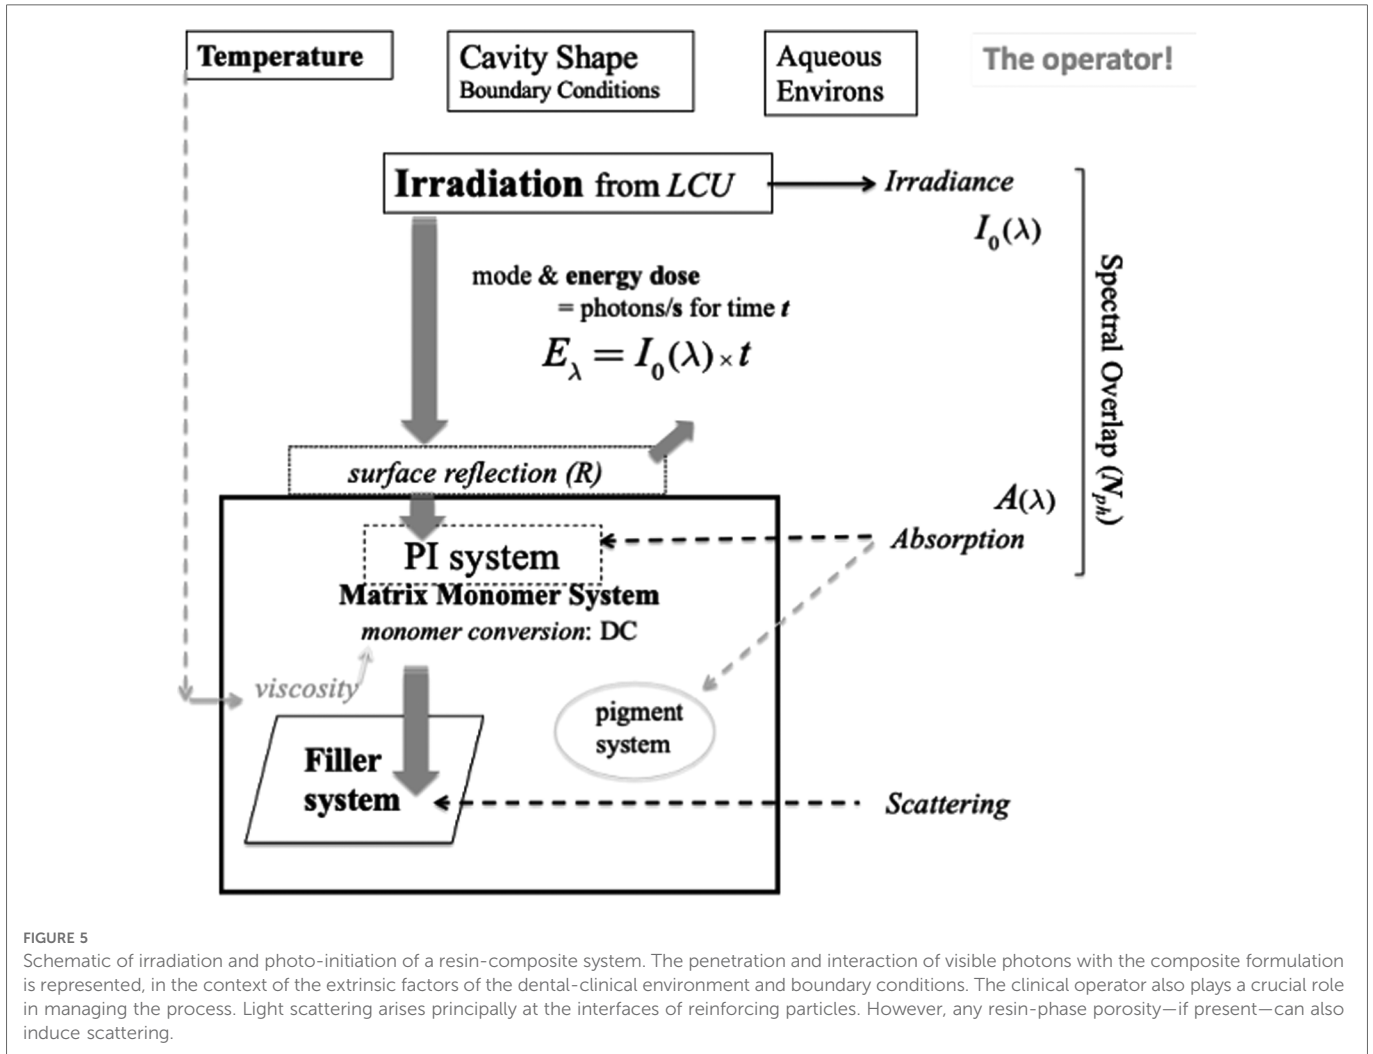 Temperature
Cavity Shape
Boundary Conditions
Aqueous
Environs
The operator!
Irradiation from LCU
Irradiance
I₀(λ)
mode & energy dose
= photons/s for time t
E_λ = I₀(λ) × t
Spectral Overlap (N_ph)
surface reflection (R)
A(λ)
PI system
Absorption
Matrix Monomer System
monomer conversion: DC
viscosity
pigment
system
Filler
system
Scattering
FIGURE 5
Schematic of irradiation and photo-initiation of a resin-composite system. The penetration and interaction of visible photons with the composite formulation
is represented, in the context of the extrinsic factors of the dental-clinical environment and boundary conditions. The clinical operator also plays a crucial role
in managing the process. Light scattering arises principally at the interfaces of reinforcing particles. However, any resin-phase porosity—if present—can also
induce scattering.